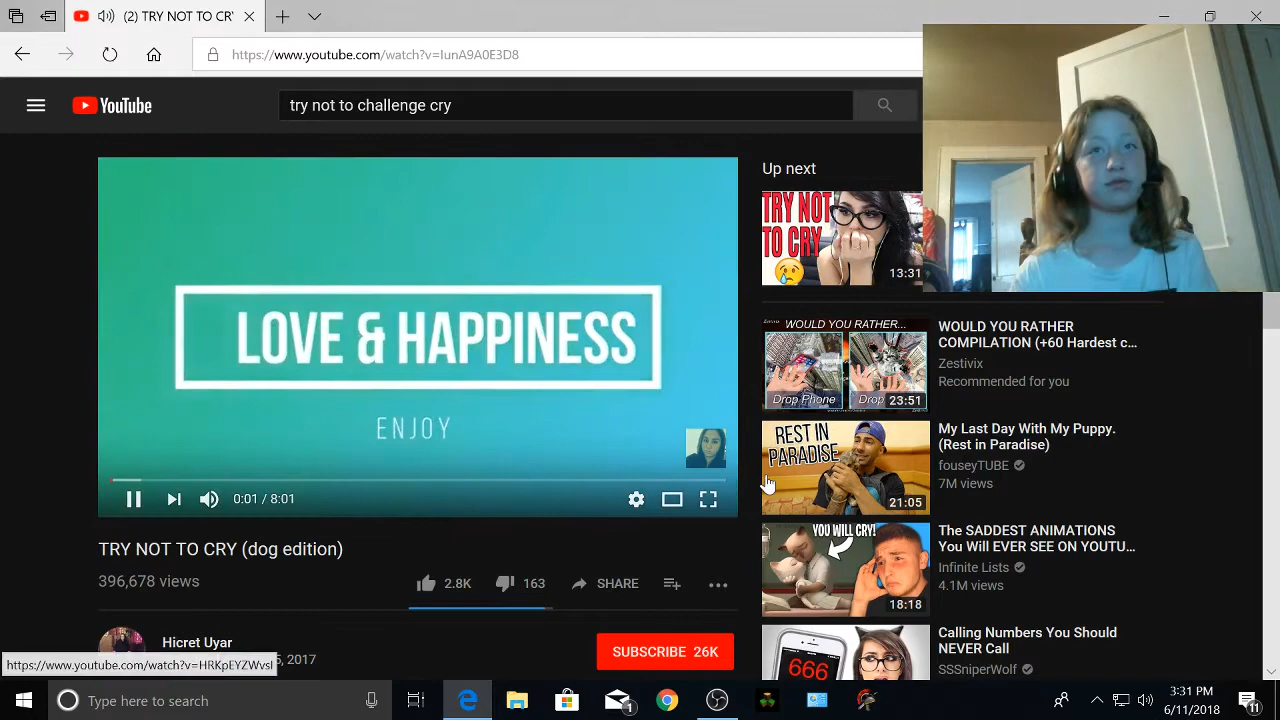 (2) TRY NOT TO CR
https://www.youtube.com/watch?v=IunA9A0E3D8
YouTube
try not to challenge cry
LOVE & HAPPINESS
ENJOY
0:01 / 8:01
TRY NOT TO CRY (dog edition)
396,678 views
2.8K
163
SHARE
Hicret Uyar
5, 2017
SUBSCRIBE 26K
https://www.youtube.com/watch?v=HRKpEYZWvsI
Up next
TRY NOT
TO CRY
13:31
WOULD YOU RATHER...
Drop Phone
Drop
23:51
WOULD YOU RATHER
COMPILATION (+60 Hardest c...
Zestivix
Recommended for you
REST IN
PARADISE
21:05
My Last Day With My Puppy.
(Rest in Paradise)
fouseyTUBE
7M views
YOU WILL CRY!
18:18
The SADDEST ANIMATIONS
You Will EVER SEE ON YOUTU...
Infinite Lists
4.1M views
666
Calling Numbers You Should
NEVER Call
SSSniperWolf
Type here to search
1
3:31 PM
6/11/2018
11